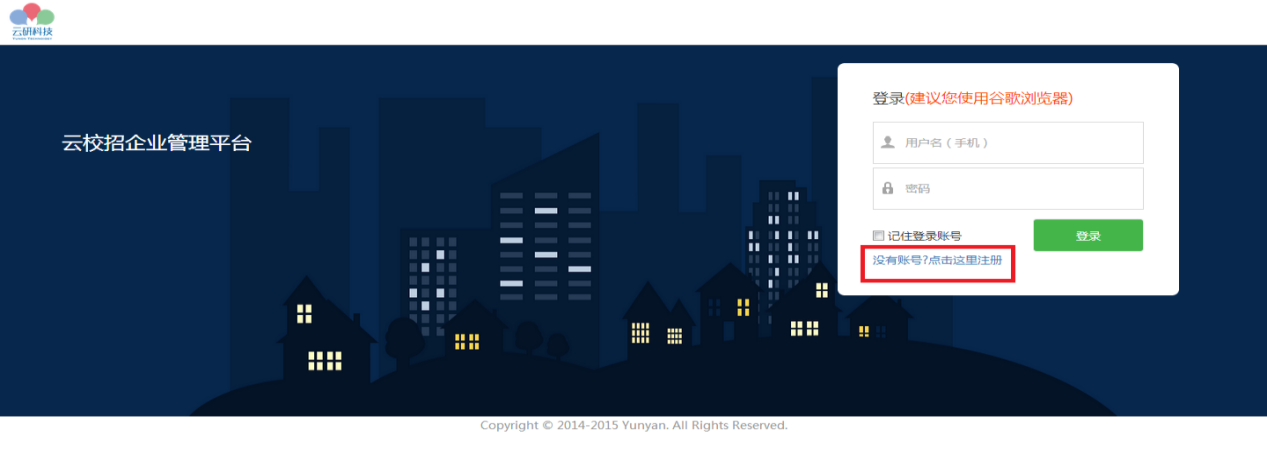 云研科技
云校招企业管理平台
登录(建议您使用谷歌浏览器)
用户名（手机）
密码
记住登录账号
登录
没有账号?点击这里注册
Copyright © 2014-2015 Yunyan. All Rights Reserved.